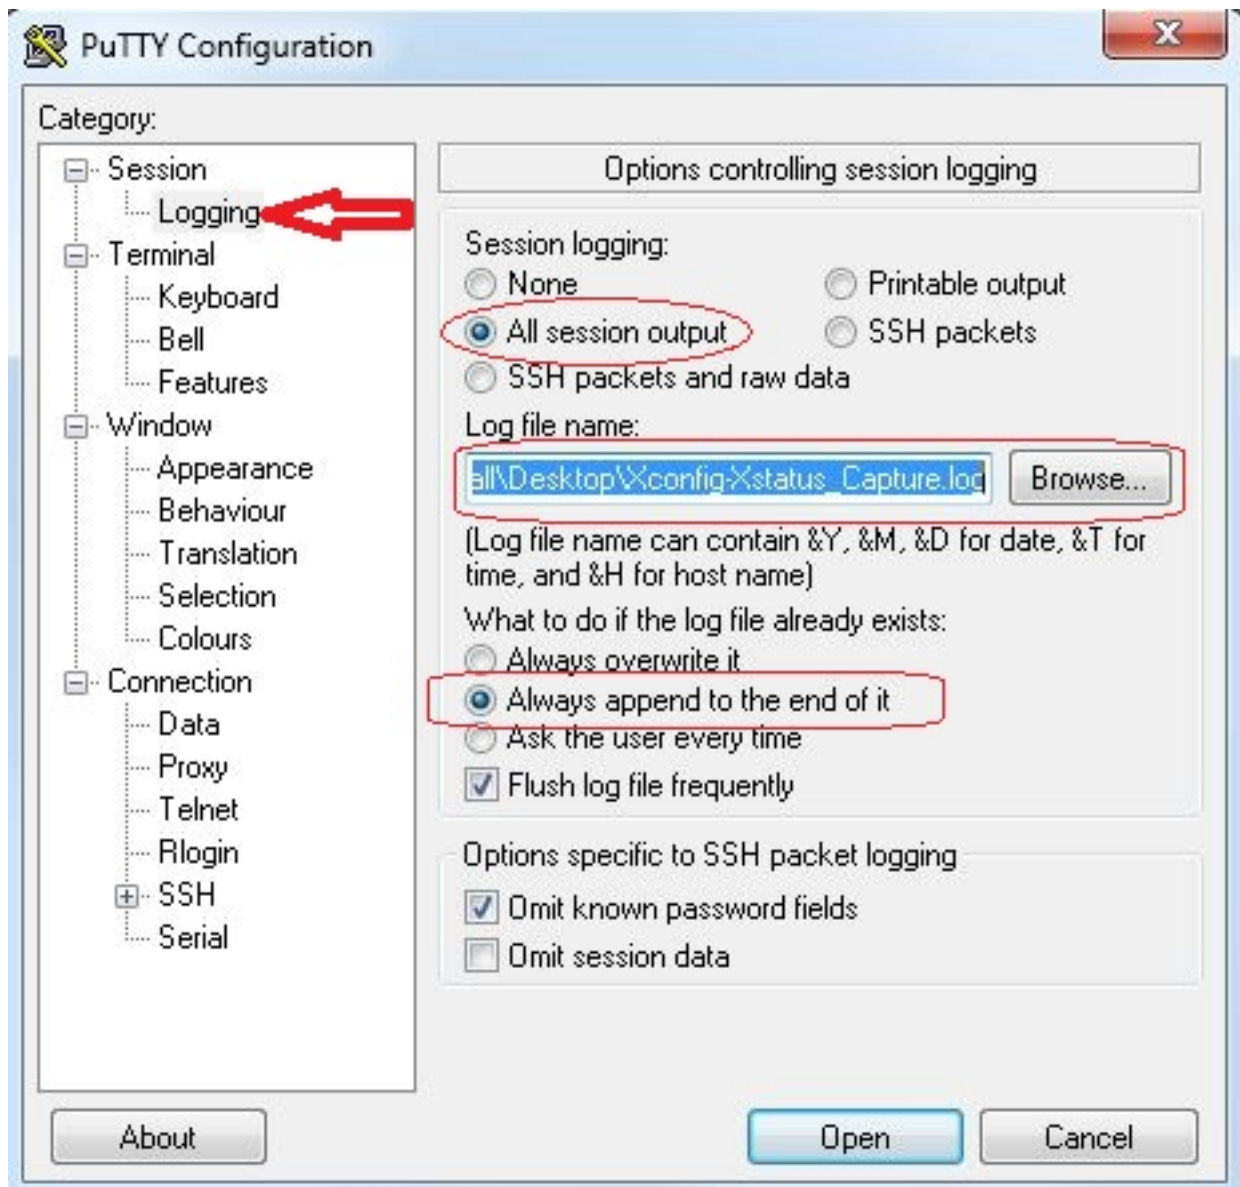 PuTTY Configuration
Category:
Session
Logging
Terminal
Keyboard
Bell
Features
Window
Appearance
Behaviour
Translation
Selection
Colours
Connection
Data
Proxy
Telnet
Rlogin
SSH
Serial
Options controlling session logging
Session logging:
None
Printable output
All session output
SSH packets
SSH packets and raw data
Log file name:
all\Desktop\Xconfig-Xstatus_Capture.log
Browse...
(Log file name can contain &Y, &M, &D for date, &T for
time, and &H for host name)
What to do if the log file already exists:
Always overwrite it
Always append to the end of it
Ask the user every time
Flush log file frequently
Options specific to SSH packet logging
Omit known password fields
Omit session data
About
Open
Cancel